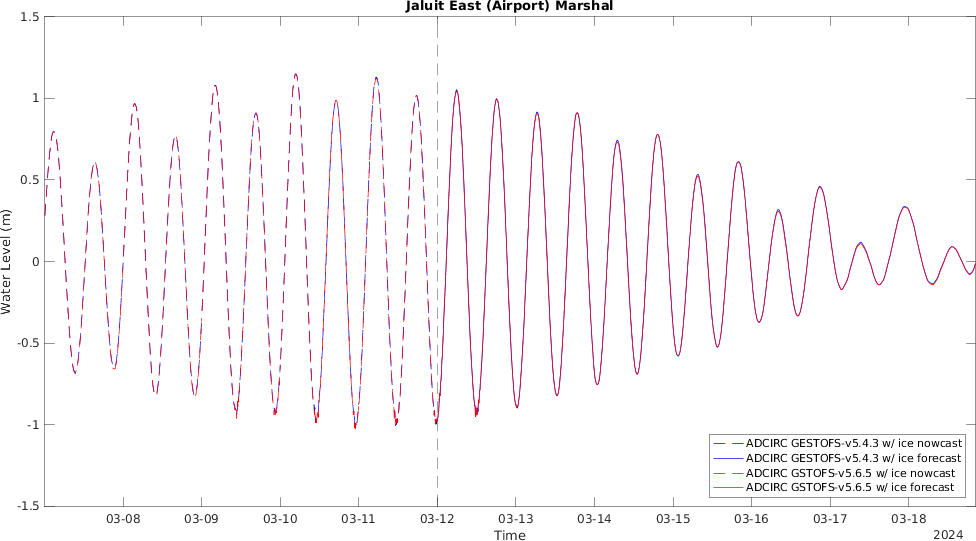 Jaluit East (Airport) Marshal
1.5
1
0.5
0
-0.5
-1
-1.5
Water Level (m)
ADCIRC GESTOFS-v5.4.3 w/ ice nowcast
ADCIRC GESTOFS-v5.4.3 w/ ice forecast
ADCIRC GSTOFS-v5.6.5 w/ ice nowcast
ADCIRC GSTOFS-v5.6.5 w/ ice forecast
03-08 03-09 03-10 03-11 03-12 03-13 03-14 03-15 03-16 03-17 03-18
Time
2024